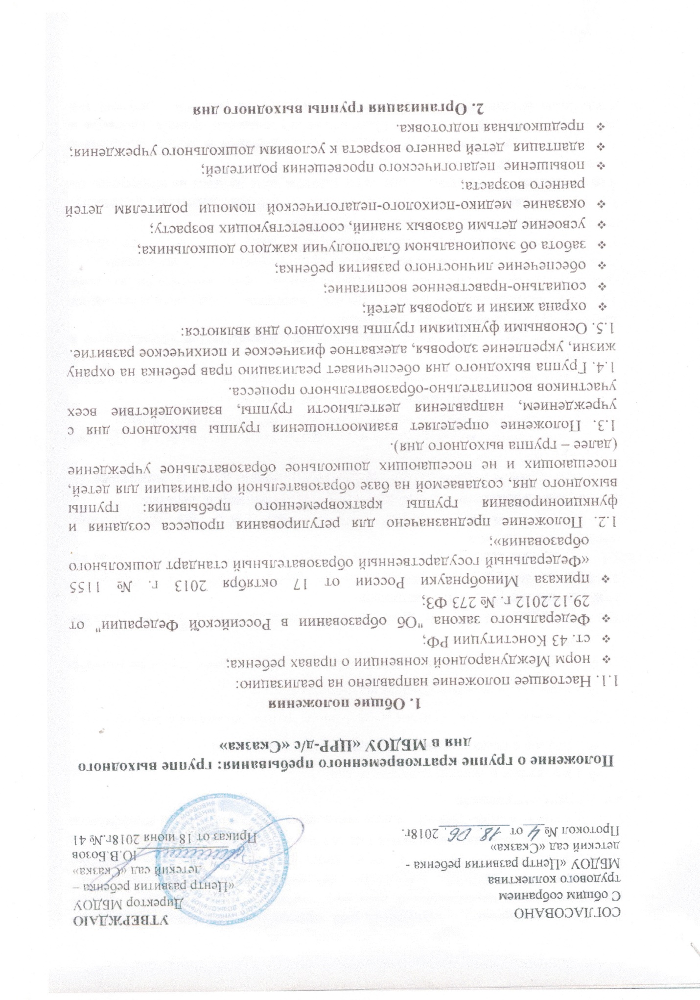 СОГЛАСОВАНО
С общим собранием
трудового коллектива
МБДОУ «Центр развития ребенка -
детский сад «Сказка»
Протокол № 4 от 18. 06. 2018г.
УТВЕРЖДАЮ
Директор МБДОУ
«Центр развития ребенка –
детский сад «Сказка»
Ю.В.Бозов
Приказ от 18 июня 2018г.№ 41
Положение о группе кратковременного пребывания: группе выходного
дня в МБДОУ «ЦРР-д/с «Сказка»
1. Общие положения
1.1. Настоящее положение направлено на реализацию:
❖ норм Международной конвенции о правах ребенка;
❖ ст. 43 Конституции РФ;
❖ Федерального закона "Об образовании в Российской Федерации" от
29.12.2012 г. № 273 ФЗ;
❖ приказа Минобрнауки России от 17 октября 2013 г. № 1155
«Федеральный государственный образовательный стандарт дошкольного
образования»;
1.2. Положение предназначено для регулирования процесса создания и
функционирования группы кратковременного пребывания: группы
выходного дня, создаваемой на базе образовательной организации для детей,
посещающих и не посещающих дошкольное образовательное учреждение
(далее – группа выходного дня).
1.3. Положение определяет взаимоотношения группы выходного дня с
учреждением, направления деятельности группы, взаимодействие всех
участников воспитательно-образовательного процесса.
1.4. Группа выходного дня обеспечивает реализацию прав ребенка на охрану
жизни, укрепление здоровья, адекватное физическое и психическое развитие.
1.5. Основными функциями группы выходного дня являются:
❖ охрана жизни и здоровья детей;
❖ социально-нравственное воспитание;
❖ обеспечение личностного развития ребенка;
❖ забота об эмоциональном благополучии каждого дошкольника;
❖ усвоение детьми базовых знаний, соответствующих возрасту;
❖ оказание медико-психолого-педагогической помощи родителям детей
раннего возраста;
❖ повышение педагогического просвещения родителей;
❖ адаптация детей раннего возраста к условиям дошкольного учреждения;
❖ предшкольная подготовка.
2. Организация группы выходного дня